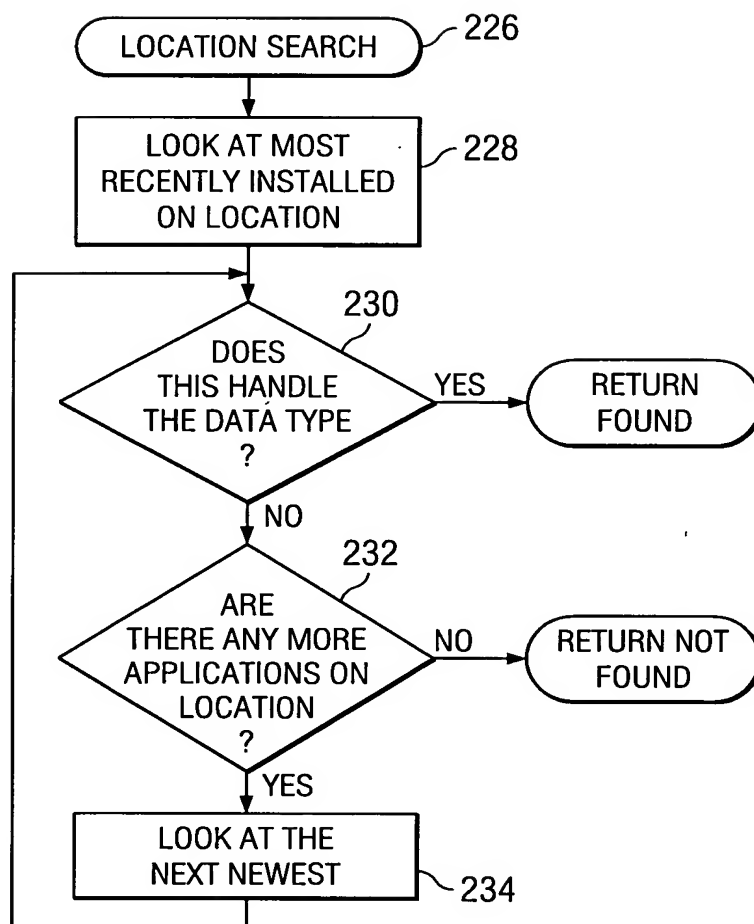 LOCATION SEARCH
226
LOOK AT MOST
RECENTLY INSTALLED
ON LOCATION
228
230
DOES
THIS HANDLE
THE DATA TYPE
?
YES
RETURN
FOUND
NO
232
ARE
THERE ANY MORE
APPLICATIONS ON
LOCATION
?
NO
RETURN NOT
FOUND
YES
LOOK AT THE
NEXT NEWEST
234